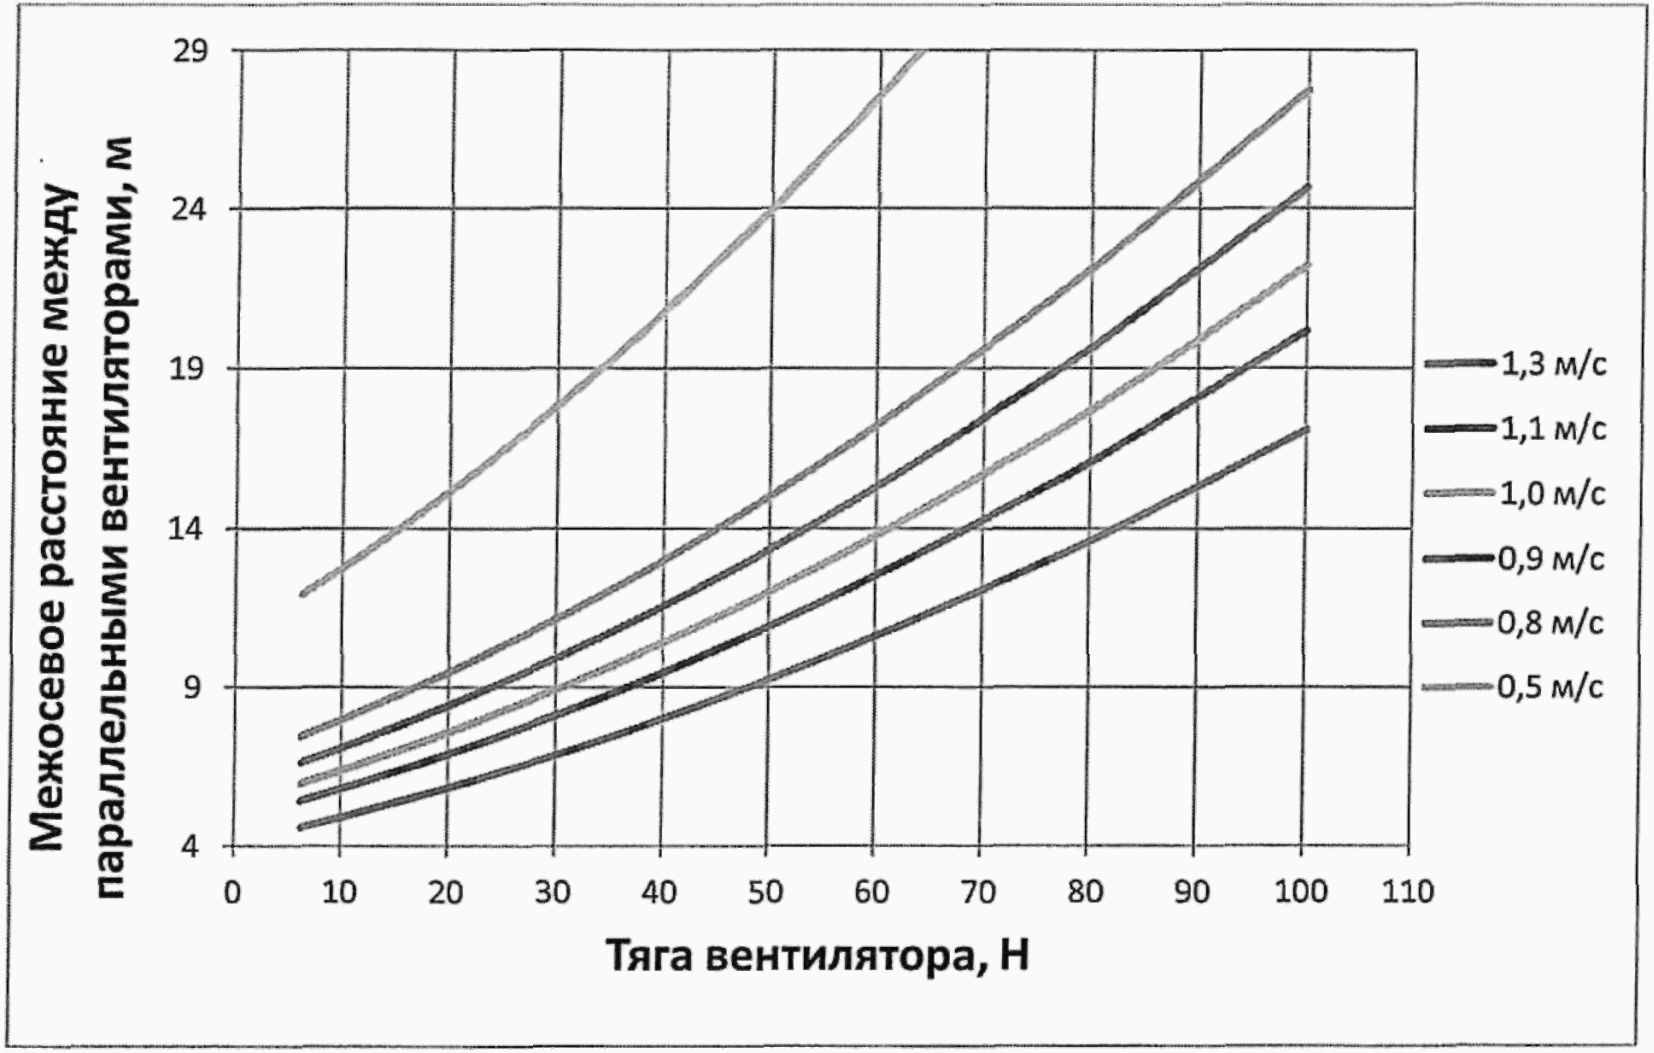 Межосевое расстояние между
параллельными вентиляторами, м
29
24
19
14
9
4
0 10 20 30 40 50 60 70 80 90 100 110
Тяга вентилятора, Н
1,3 м/с
1,1 м/с
1,0 м/с
0,9 м/с
0,8 м/с
0,5 м/с